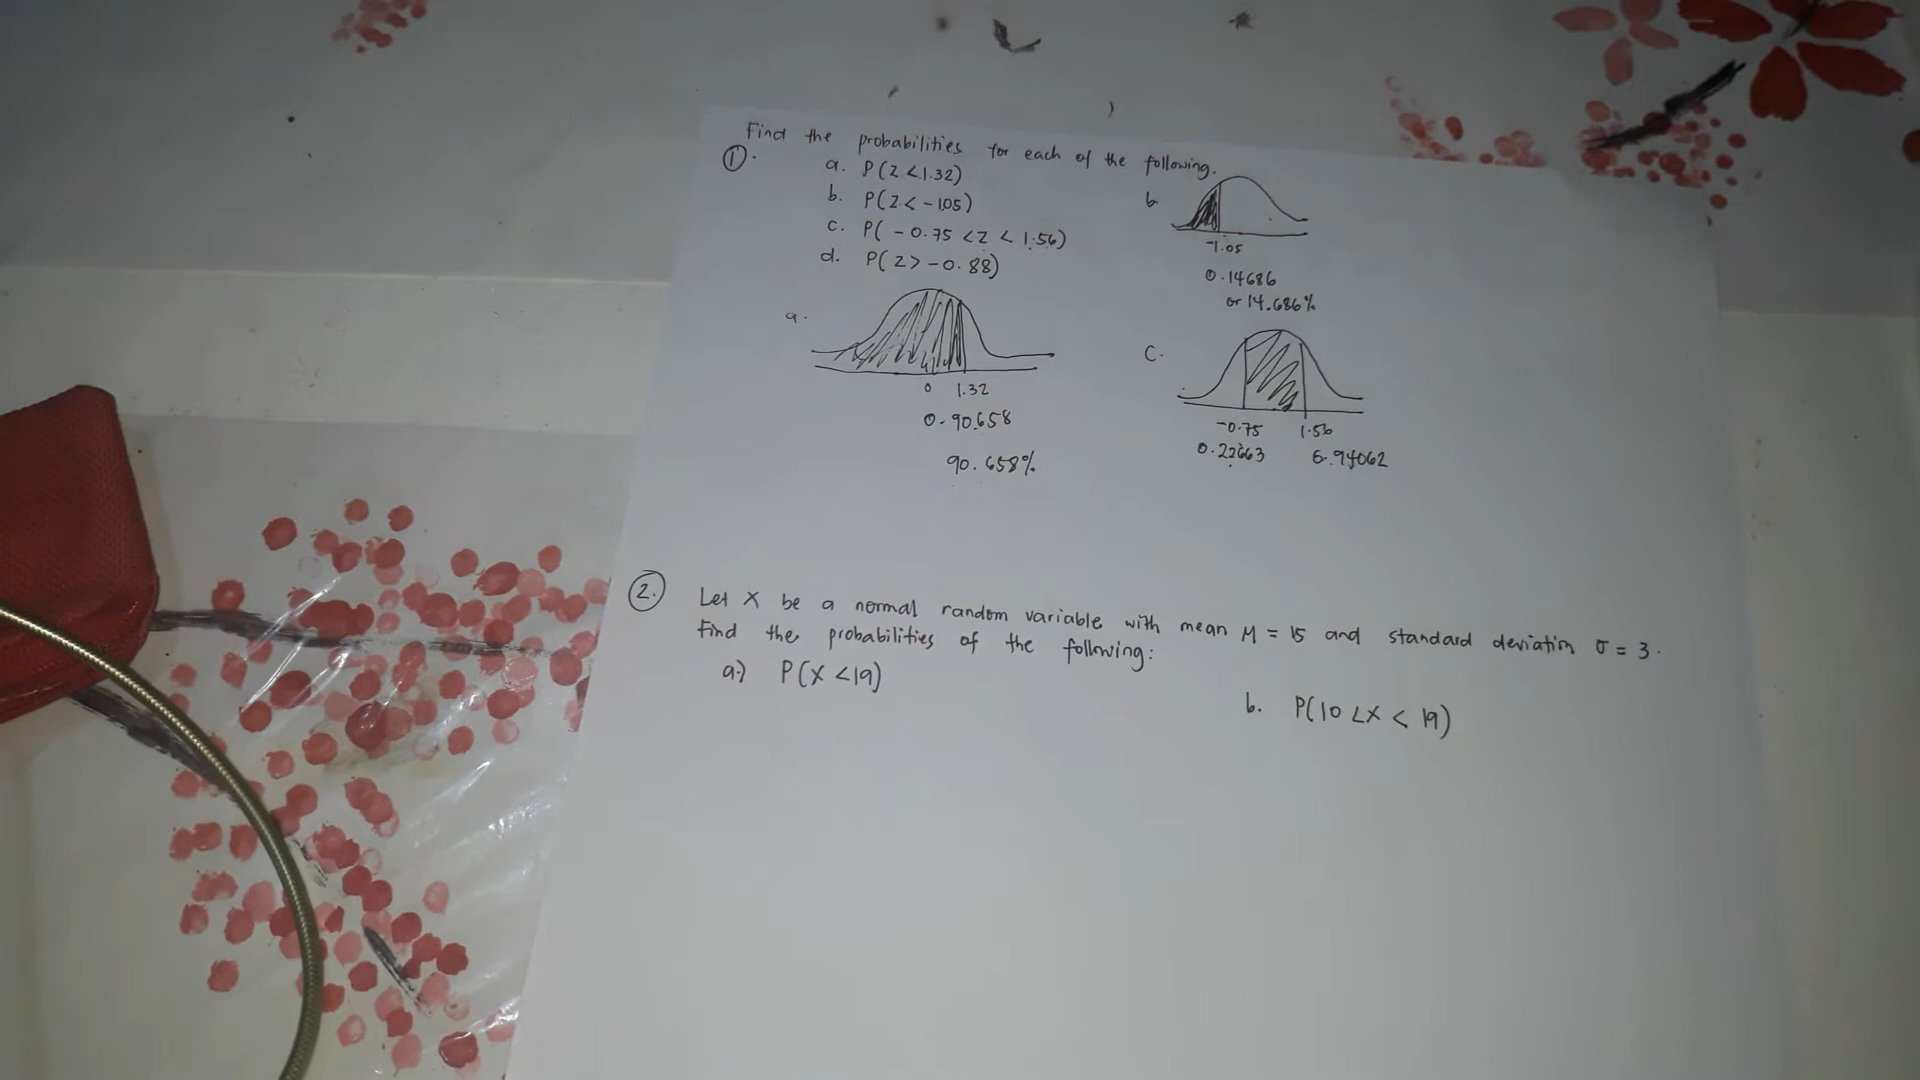 Find the probabilities for each of the following.
①.
a. P(Z<1.32)
b. P(Z<-1.05)
c. P(-0.75<Z<1.56)
d. P(Z>-0.88)
b
-1.05
0.14686
or 14.686%
a.
0 1.32
0.90658
90.658%
C.
-0.75 1.56
0.22663 0.94062
②. Let X be a normal random variable with mean M = 15 and standard deviation σ = 3.
Find the probabilities of the following:
a.) P(X<19)
b. P(10<X<19)